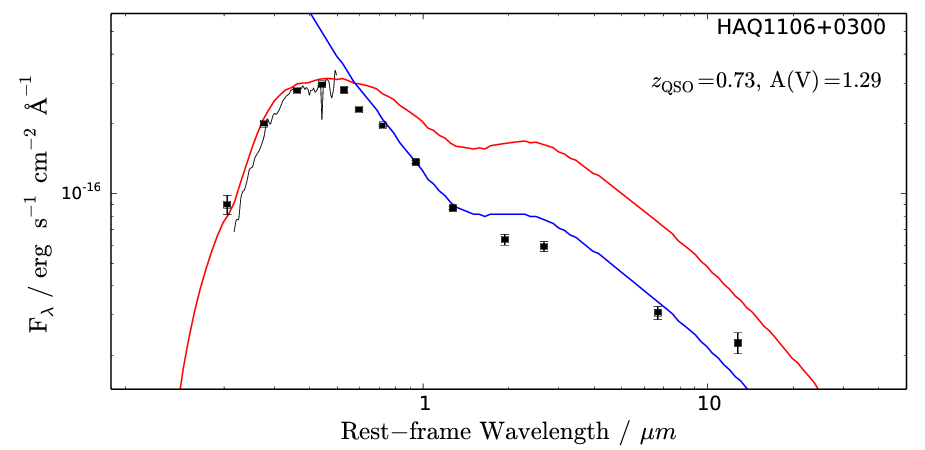 HAQ1106+0300
z_QSO=0.73, A(V)=1.29
F_λ / erg s⁻¹ cm⁻² Å⁻¹
10⁻¹⁶
1 10
Rest−frame Wavelength / μm